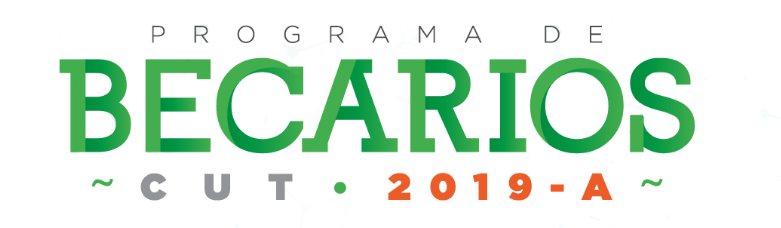 PROGRAMA DE
BECARIOS
~ CUT • 2019-A ~